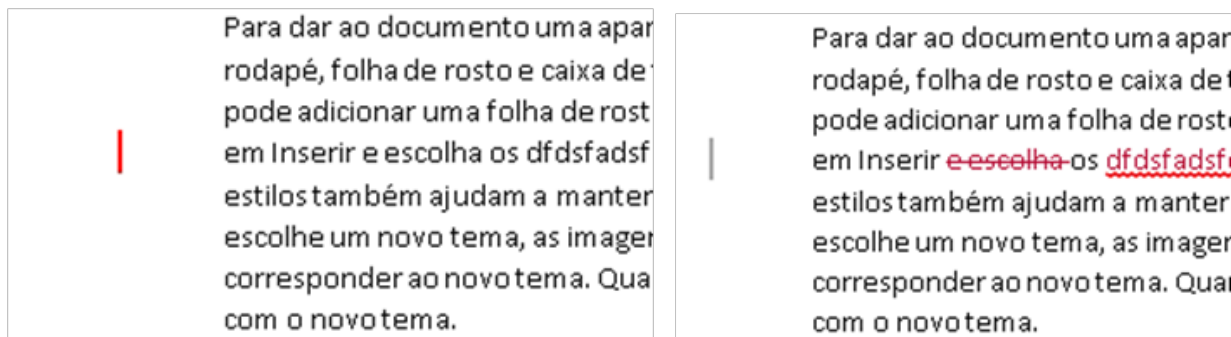 Para dar ao documento uma apar
rodapé, folha de rosto e caixa de
pode adicionar uma folha de rost
em Inserir e escolha os dfdsfadsf
estilos também ajudam a manter
escolhe um novo tema, as imagen
corresponder ao novo tema. Qua
com o novo tema.
Para dar ao documento uma apar
rodapé, folha de rosto e caixa de
pode adicionar uma folha de rosto
em Inserir e escolha os dfdsfadsf
estilos também ajudam a manter
escolhe um novo tema, as imagen
corresponder ao novo tema. Quan
com o novo tema.